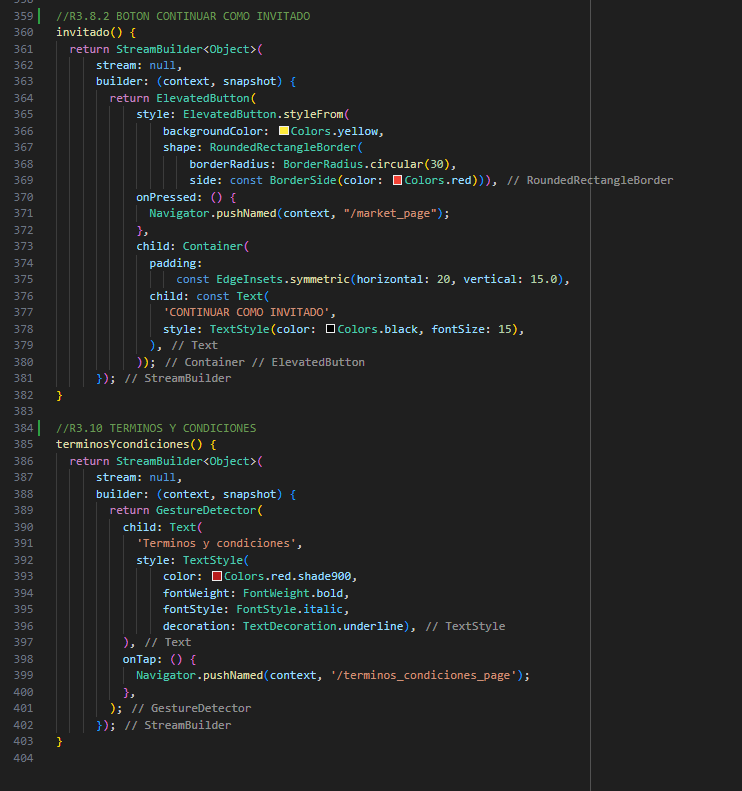 359 //R3.8.2 BOTON CONTINUAR COMO INVITADO
360 invitado() {
361   return StreamBuilder<Object>(
362       stream: null,
363       builder: (context, snapshot) {
364         return ElevatedButton(
365             style: ElevatedButton.styleFrom(
366                 backgroundColor: Colors.yellow,
367                 shape: RoundedRectangleBorder(
368                     borderRadius: BorderRadius.circular(30),
369                     side: const BorderSide(color: Colors.red))), // RoundedRectangleBorder
370             onPressed: () {
371               Navigator.pushNamed(context, "/market_page");
372             },
373             child: Container(
374               padding:
375                   const EdgeInsets.symmetric(horizontal: 20, vertical: 15.0),
376               child: const Text(
377                 'CONTINUAR COMO INVITADO',
378                 style: TextStyle(color: Colors.black, fontSize: 15),
379               ), // Text
380             )); // Container // ElevatedButton
381       }); // StreamBuilder
382 }
383
384 //R3.10 TERMINOS Y CONDICIONES
385 terminosYcondiciones() {
386   return StreamBuilder<Object>(
387       stream: null,
388       builder: (context, snapshot) {
389         return GestureDetector(
390           child: Text(
391             'Terminos y condiciones',
392             style: TextStyle(
393                 color: Colors.red.shade900,
394                 fontWeight: FontWeight.bold,
395                 fontStyle: FontStyle.italic,
396                 decoration: TextDecoration.underline), // TextStyle
397           ), // Text
398           onTap: () {
399             Navigator.pushNamed(context, '/terminos_condiciones_page');
400           },
401         ); // GestureDetector
402       }); // StreamBuilder
403 }
404